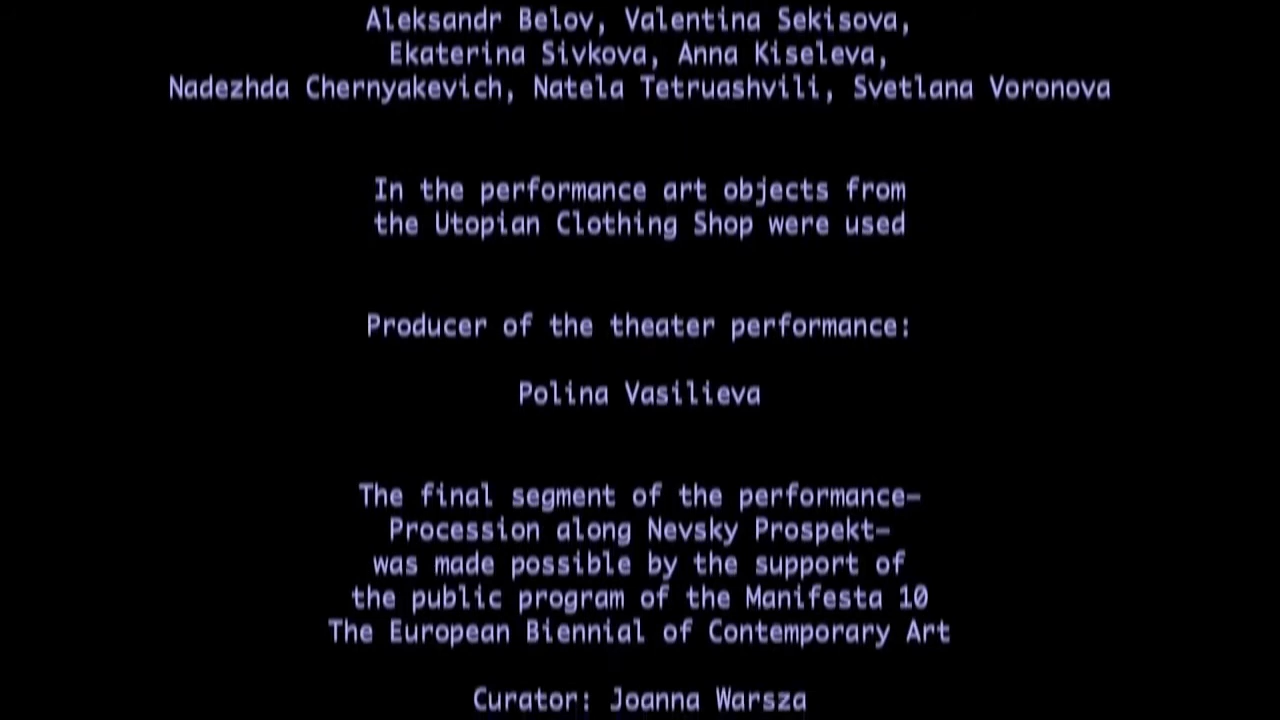 Aleksandr Belov, Valentina Sekisova,
Ekaterina Sivkova, Anna Kiseleva,
Nadezhda Chernyakevich, Natela Tetruashvili, Svetlana Voronova
In the performance art objects from
the Utopian Clothing Shop were used
Producer of the theater performance:
Polina Vasilieva
The final segment of the performance—
Procession along Nevsky Prospekt—
was made possible by the support of
the public program of the Manifesta 10
The European Biennial of Contemporary Art
Curator: Joanna Warsza